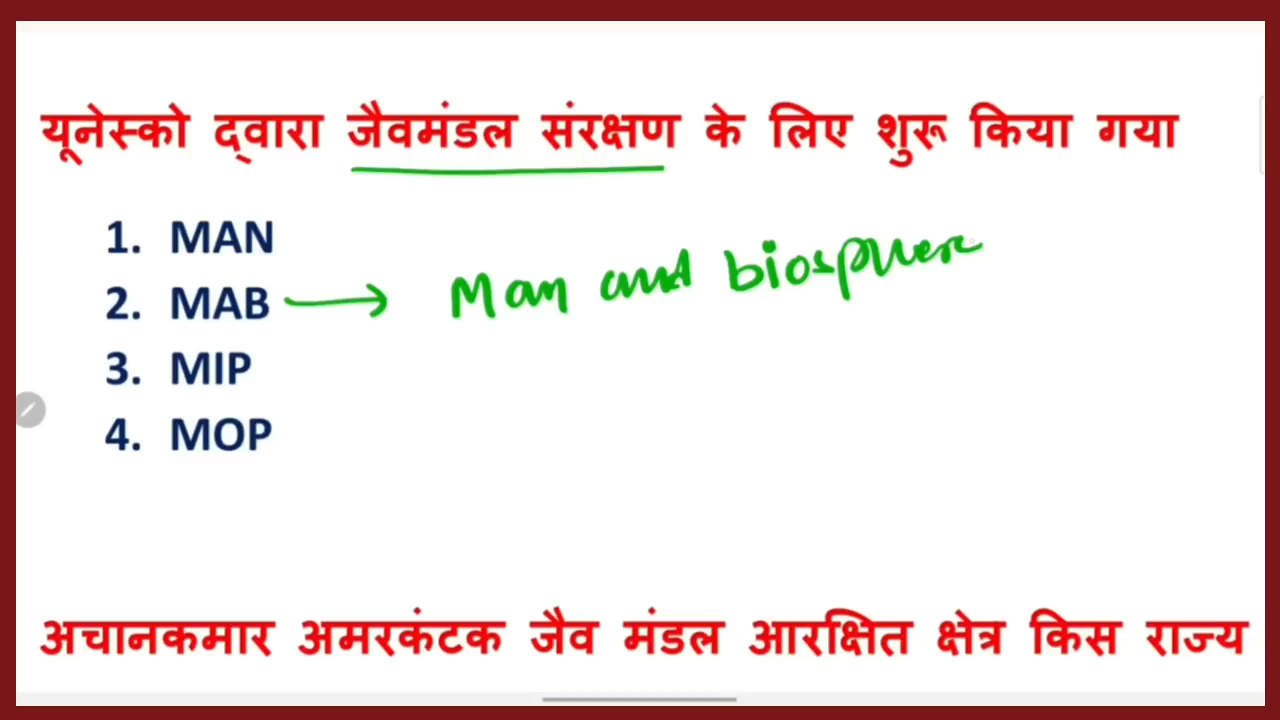 यूनेस्को द्वारा जैवमंडल संरक्षण के लिए शुरू किया गया
1. MAN
2. MAB → Man and biosphere
3. MIP
4. MOP
अचानकमार अमरकंटक जैव मंडल आरक्षित क्षेत्र किस राज्य